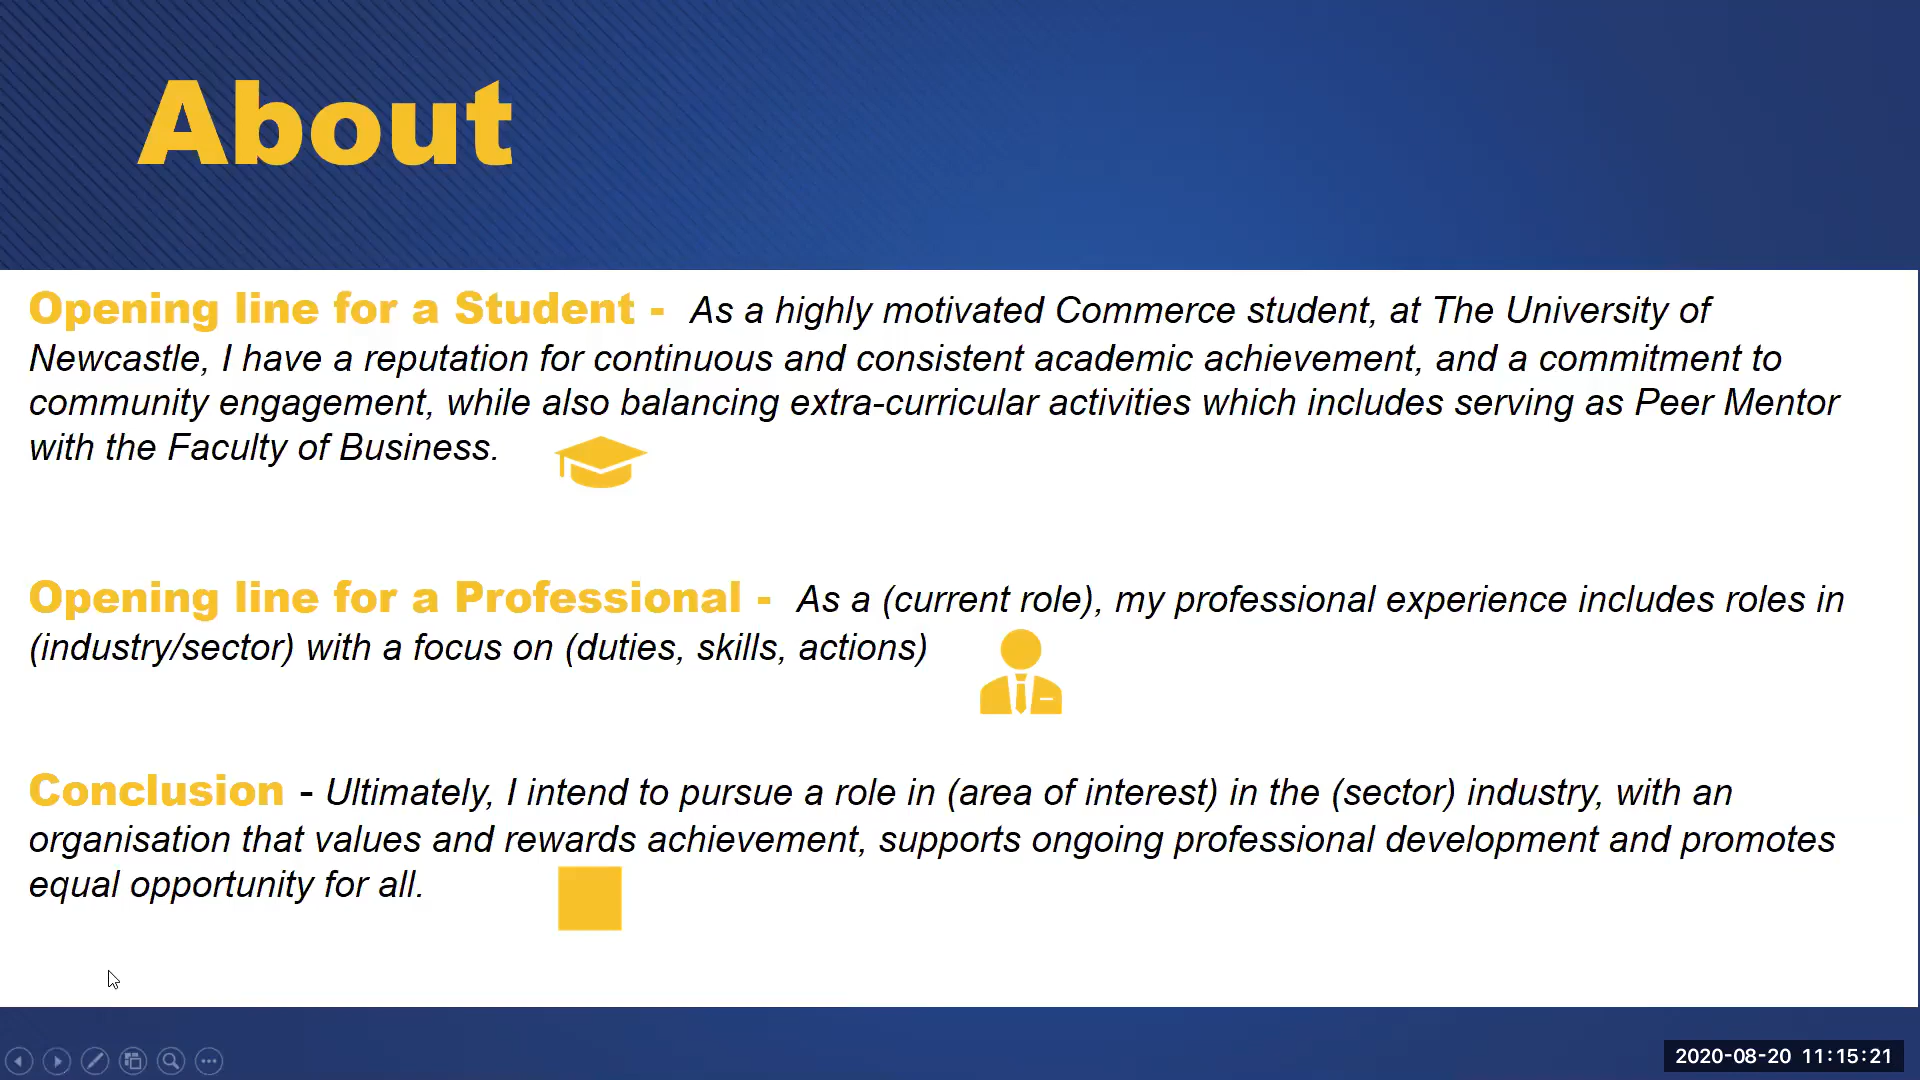 About
Opening line for a Student - As a highly motivated Commerce student, at The University of
Newcastle, I have a reputation for continuous and consistent academic achievement, and a commitment to
community engagement, while also balancing extra-curricular activities which includes serving as Peer Mentor
with the Faculty of Business.
Opening line for a Professional - As a (current role), my professional experience includes roles in
(industry/sector) with a focus on (duties, skills, actions)
Conclusion - Ultimately, I intend to pursue a role in (area of interest) in the (sector) industry, with an
organisation that values and rewards achievement, supports ongoing professional development and promotes
equal opportunity for all.
2020-08-20 11:15:21